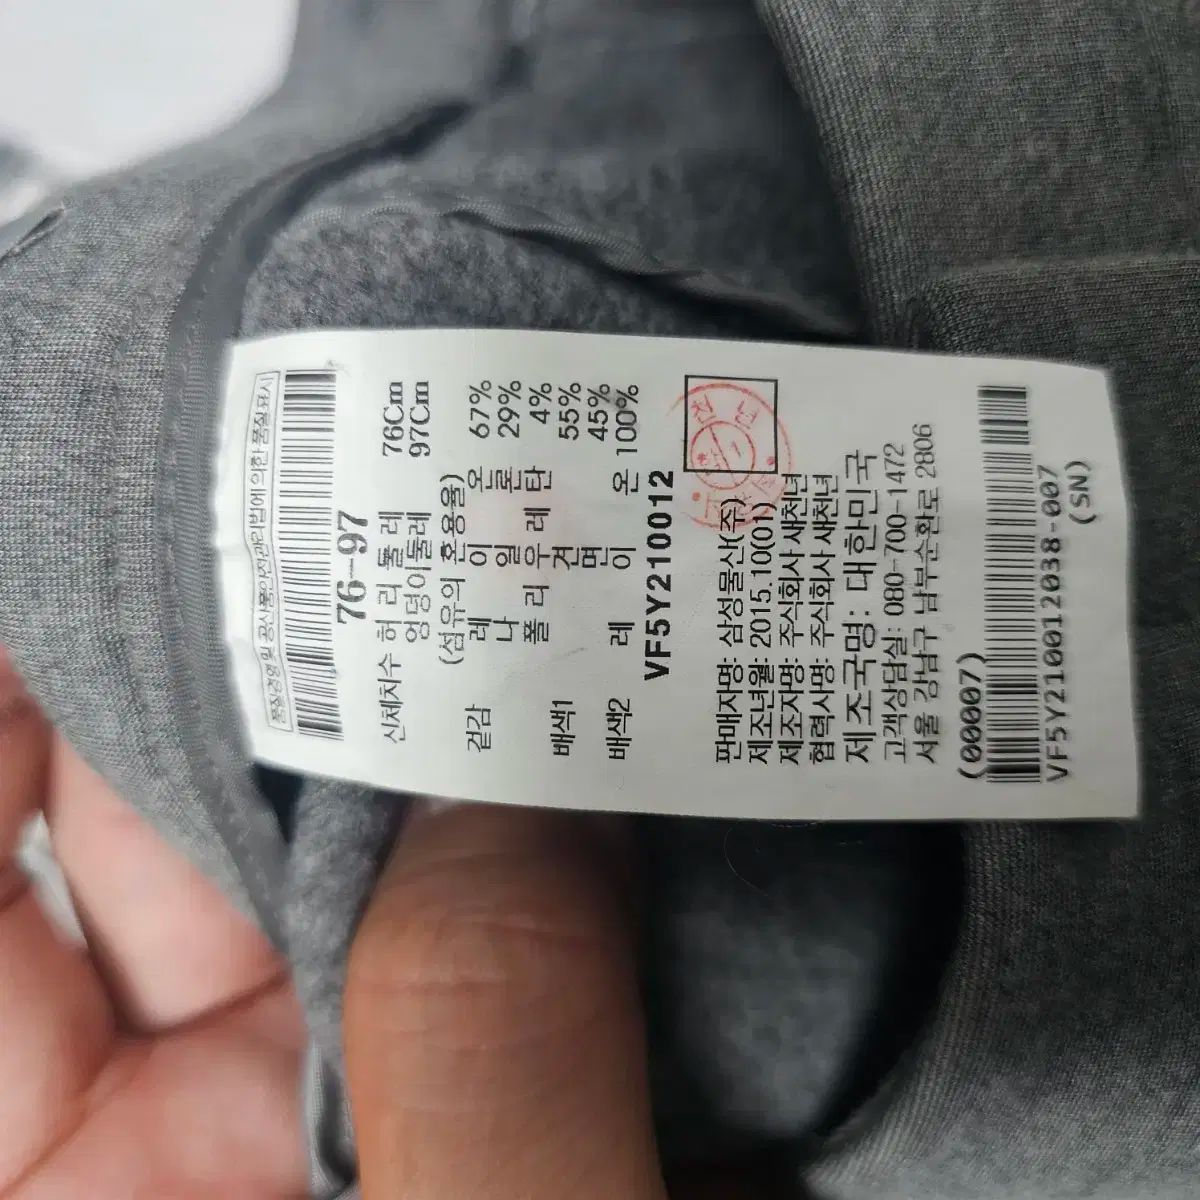 품질경영 및 공산품안전관리법에 의한 품질표시
76-97
신체치수 허리둘레 76Cm
엉덩이둘레 97Cm
(섬유의 혼용율)
겉감 레이온 67%
나일론 29%
폴리우레탄 4%
배색1 견 55%
면 45%
배색2 레이온 100%
VF5Y210012
판매자명: 삼성물산(주)
제조년월: 2015.10(01)
제조자명: 주식회사 새천년
협력사명: 주식회사 새천년
제조국명: 대한민국
고객상담실: 080-700-1472
서울 강남구 남부순환로 2806
(00007)
VF5Y210012038-007
(SN)